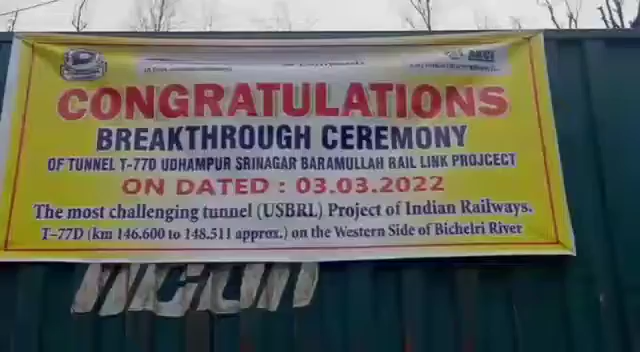 CONGRATULATIONS
BREAKTHROUGH CEREMONY
OF TUNNEL T-77D UDHAMPUR SRINAGAR BARAMULLAH RAIL LINK PROJCECT
ON DATED : 03.03.2022
The most challenging tunnel (USBRL) Project of Indian Railways.
T-77D (km 146.600 to 148.511 approx.) on the Western Side of Bichelri River